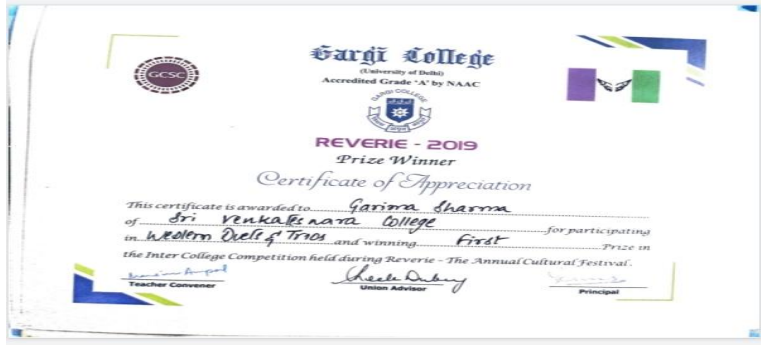 GCSC
Gargi College
(University of Delhi)
Accredited Grade 'A' by NAAC
GARGI COLLEGE
REVERIE - 2019
Prize Winner
Certificate of Appreciation
This certificate is awarded to Garima Sharma
of Sri Venkateswara College for participating
in Western Duets & Trios and winning First Prize in
the Inter College Competition held during Reverie - The Annual Cultural Festival.
Teacher Convener
Union Advisor
Principal